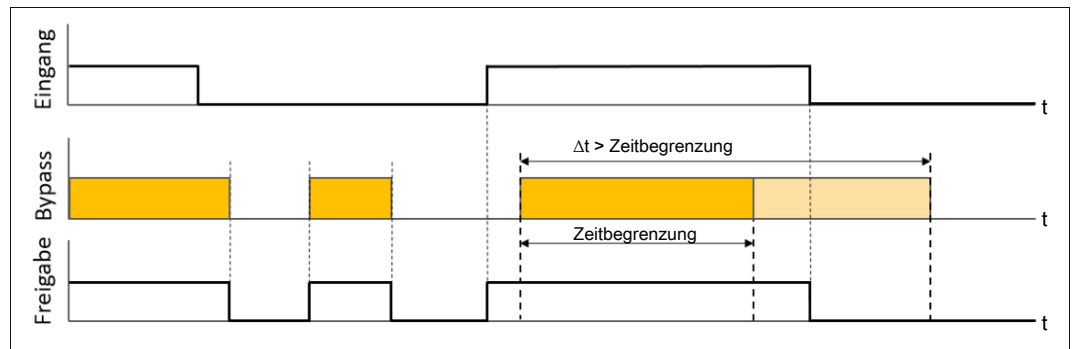 Eingang
t
Bypass
Δt > Zeitbegrenzung
Zeitbegrenzung
t
Freigabe
t